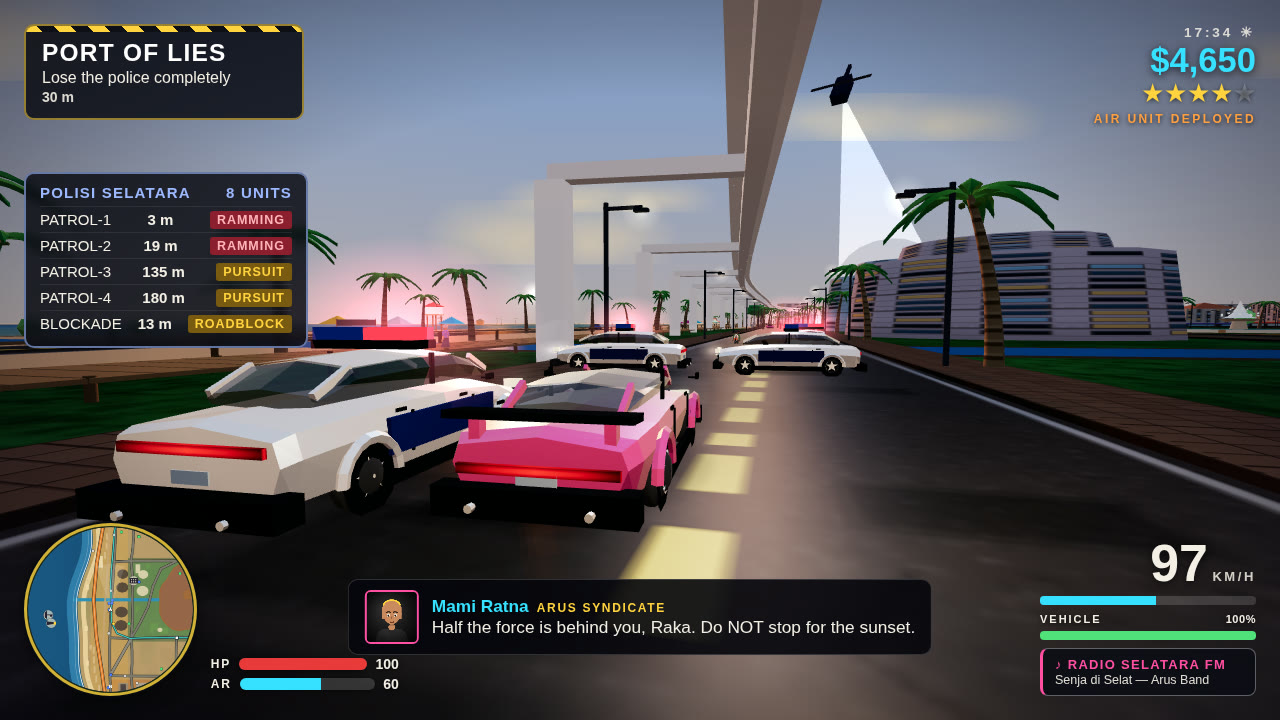 PORT OF LIES
Lose the police completely
30 m
17:34 ☀
$4,650
★★★★★
AIR UNIT DEPLOYED
POLISI SELATARA 8 UNITS
PATROL-1 3 m RAMMING
PATROL-2 19 m RAMMING
PATROL-3 135 m PURSUIT
PATROL-4 180 m PURSUIT
BLOCKADE 13 m ROADBLOCK
Mami Ratna ARUS SYNDICATE
Half the force is behind you, Raka. Do NOT stop for the sunset.
HP 100
AR 60
97 KM/H
VEHICLE 100%
♪ RADIO SELATARA FM
Senja di Selat — Arus Band